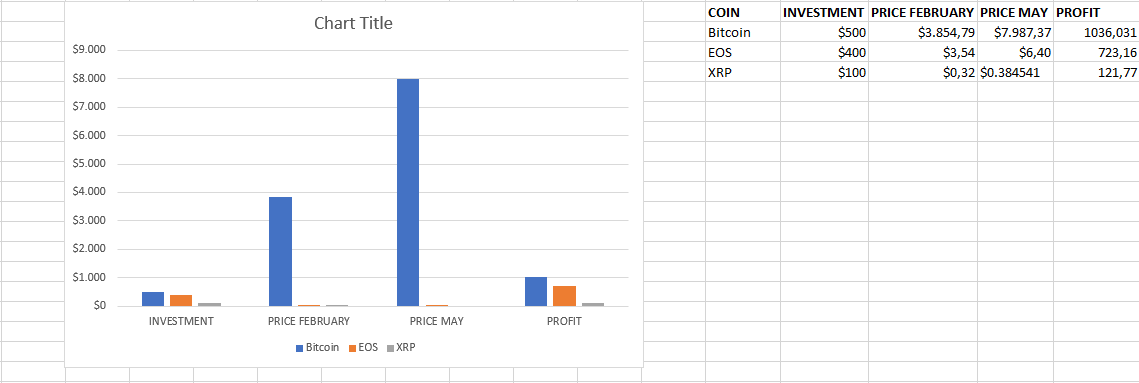 Chart Title
$9.000
$8.000
$7.000
$6.000
$5.000
$4.000
$3.000
$2.000
$1.000
$0
INVESTMENT PRICE FEBRUARY PRICE MAY PROFIT
Bitcoin EOS XRP
COIN INVESTMENT PRICE FEBRUARY PRICE MAY PROFIT
Bitcoin $500 $3.854,79 $7.987,37 1036,031
EOS $400 $3,54 $6,40 723,16
XRP $100 $0,32 $0.384541 121,77